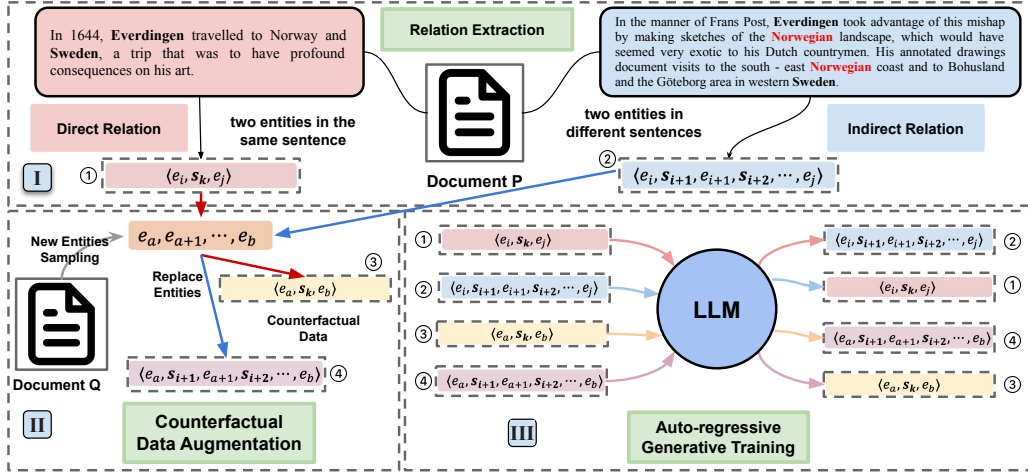 In 1644, Everdingen travelled to Norway and
Sweden, a trip that was to have profound
consequences on his art.
Relation Extraction
In the manner of Frans Post, Everdingen took advantage of this mishap
by making sketches of the Norwegian landscape, which would have
seemed very exotic to his Dutch countrymen. His annotated drawings
document visits to the south - east Norwegian coast and to Bohusland
and the Göteborg area in western Sweden.
Direct Relation
two entities in the
same sentence
two entities in
different sentences
Indirect Relation
I
① ⟨e_i, s_k, e_j⟩
Document P
② ⟨e_i, s_{i+1}, e_{i+1}, s_{i+2}, ⋯, e_j⟩
New Entities
Sampling
e_a, e_{a+1}, ⋯, e_b
Replace
Entities
③
⟨e_a, s_k, e_b⟩
Counterfactual
Data
Document Q
⟨e_a, s_{i+1}, e_{a+1}, s_{i+2}, ⋯, e_b⟩ ④
II
Counterfactual
Data Augmentation
① ⟨e_i, s_k, e_j⟩
② ⟨e_i, s_{i+1}, e_{i+1}, s_{i+2}, ⋯, e_j⟩
③ ⟨e_a, s_k, e_b⟩
④ ⟨e_a, s_{i+1}, e_{a+1}, s_{i+2}, ⋯, e_b⟩
LLM
⟨e_i, s_{i+1}, e_{i+1}, s_{i+2}, ⋯, e_j⟩ ②
⟨e_i, s_k, e_j⟩ ①
⟨e_a, s_{i+1}, e_{a+1}, s_{i+2}, ⋯, e_b⟩ ④
⟨e_a, s_k, e_b⟩ ③
III
Auto-regressive
Generative Training